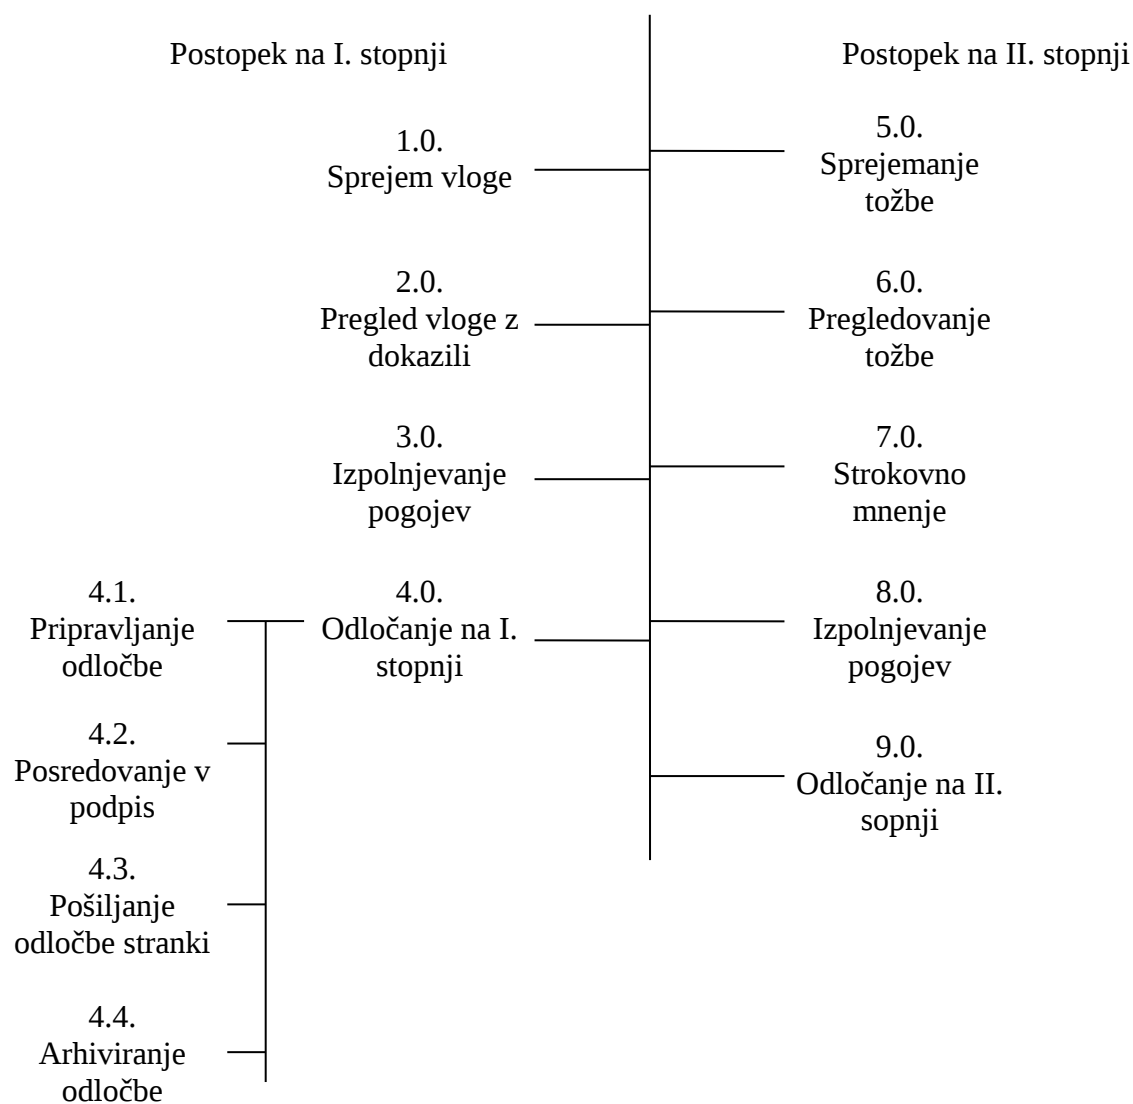 Postopek na I. stopnji
1.0.
Sprejem vloge
2.0.
Pregled vloge z
dokazili
3.0.
Izpolnjevanje
pogojev
4.0.
Odločanje na I.
stopnji
4.1.
Pripravljanje
odločbe
4.2.
Posredovanje v
podpis
4.3.
Pošiljanje
odločbe stranki
4.4.
Arhiviranje
odločbe
Postopek na II. stopnji
5.0.
Sprejemanje
tožbe
6.0.
Pregledovanje
tožbe
7.0.
Strokovno
mnenje
8.0.
Izpolnjevanje
pogojev
9.0.
Odločanje na II.
sopnji